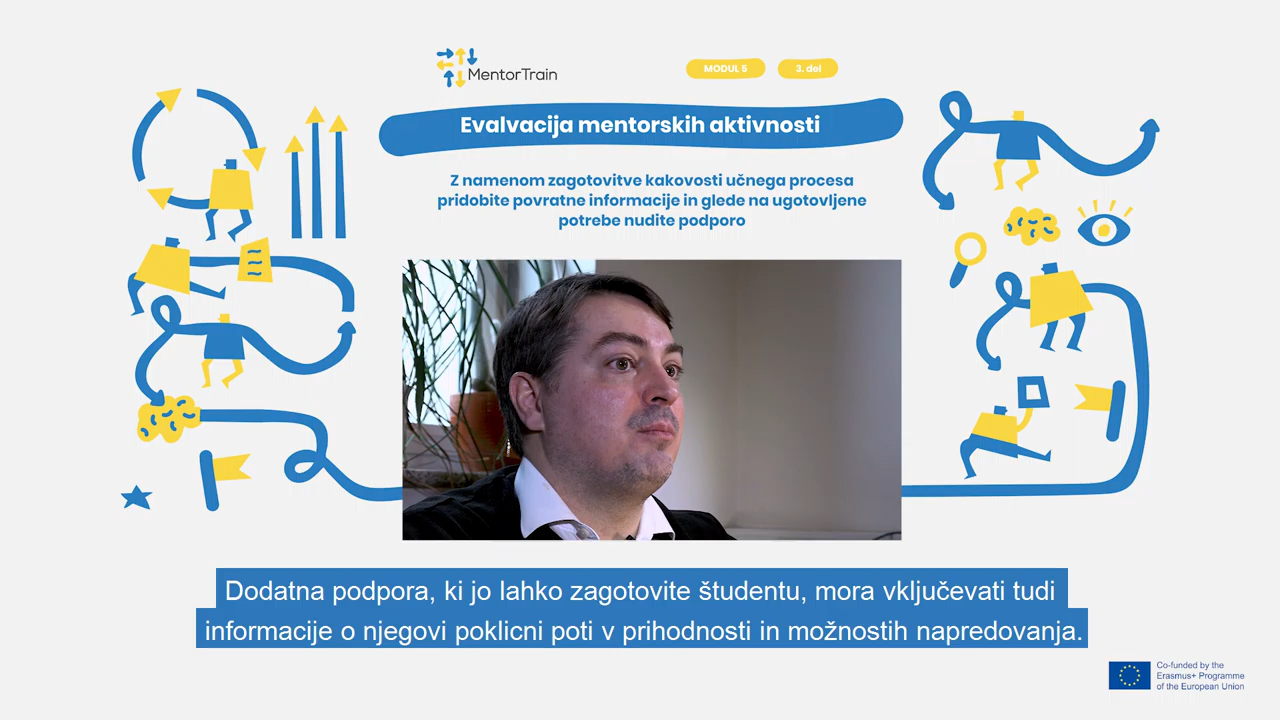 MentorTrain
MODUL 5
3. del
Evalvacija mentorskih aktivnosti
Z namenom zagotovitve kakovosti učnega procesa
pridobite povratne informacije in glede na ugotovljene
potrebe nudite podporo
Dodatna podpora, ki jo lahko zagotovite študentu, mora vključevati tudi
informacije o njegovi poklicni poti v prihodnosti in možnostih napredovanja.
Co-funded by the
Erasmus+ Programme
of the European Union